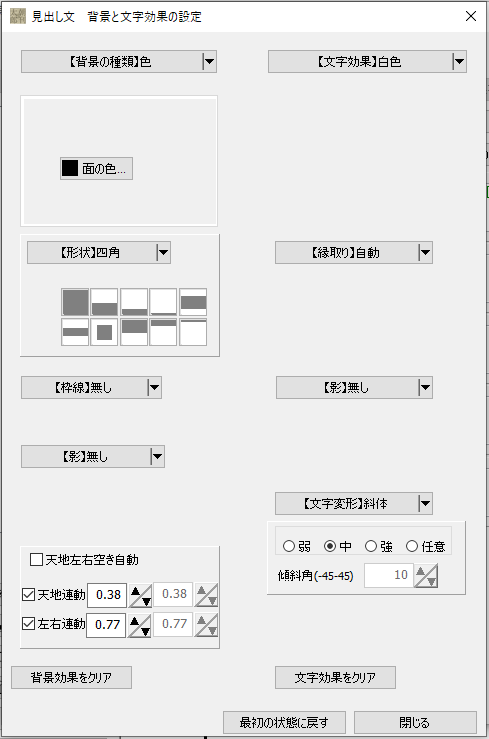 見出し文　背景と文字効果の設定
【背景の種類】色
【文字効果】白色
面の色...
【形状】四角
【縁取り】自動
【枠線】無し
【影】無し
【影】無し
【文字変形】斜体
弱 中 強 任意
傾斜角(-45-45) 10
天地左右空き自動
天地連動 0.38 0.38
左右連動 0.77 0.77
背景効果をクリア
文字効果をクリア
最初の状態に戻す
閉じる